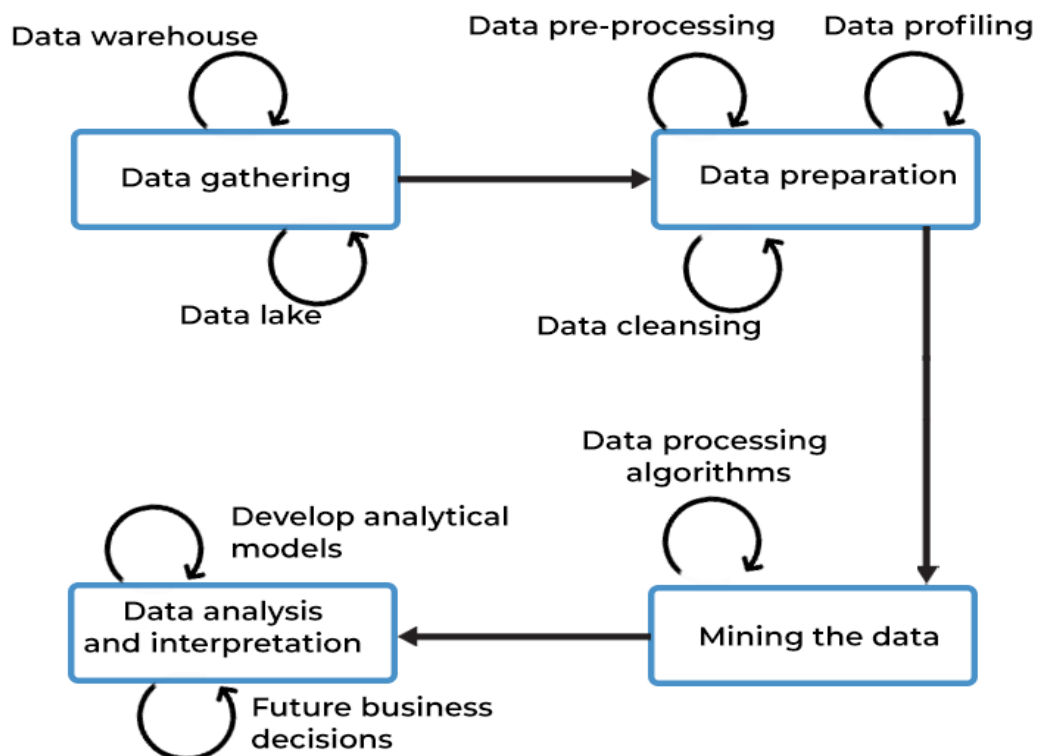 Data warehouse
Data pre-processing
Data profiling
Data gathering
Data preparation
Data lake
Data cleansing
Data processing
algorithms
Develop analytical
models
Data analysis
and interpretation
Mining the data
Future business
decisions